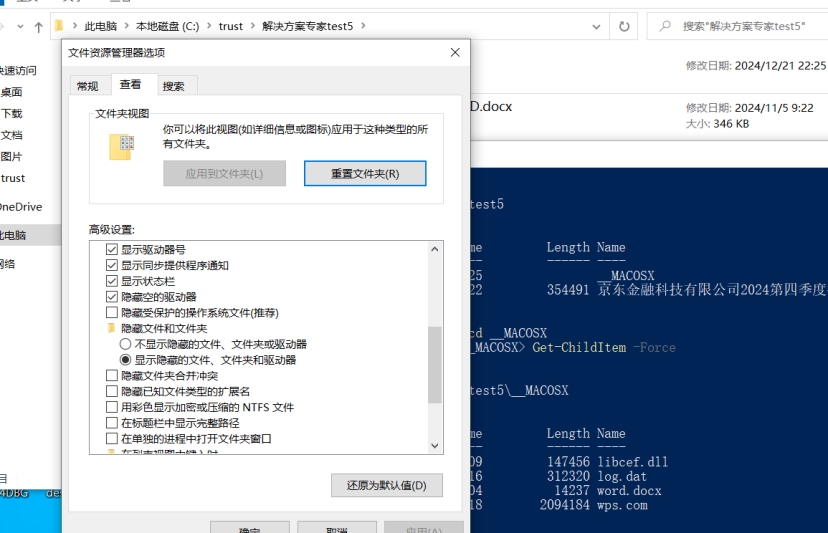 此电脑 > 本地磁盘 (C:) > trust > 解决方案专家test5 >
搜索"解决方案专家test5"
快速访问
桌面
下载
文档
图片
trust
OneDrive
此电脑
网络
修改日期: 2024/12/21 22:25
D.docx
修改日期: 2024/11/5 9:22
大小: 346 KB
文件资源管理器选项
常规 查看 搜索
文件夹视图
你可以将此视图(如详细信息或图标)应用于这种类型的所
有文件夹。
应用到文件夹(L)
重置文件夹(R)
高级设置:
显示驱动器号
显示同步提供程序通知
显示状态栏
隐藏空的驱动器
隐藏受保护的操作系统文件(推荐)
隐藏文件和文件夹
不显示隐藏的文件、文件夹或驱动器
显示隐藏的文件、文件夹和驱动器
隐藏文件夹合并冲突
隐藏已知文件类型的扩展名
用彩色显示加密或压缩的 NTFS 文件
在标题栏中显示完整路径
在单独的进程中打开文件夹窗口
还原为默认值(D)
确定 取消 应用(A)
test5
me Length Name
-- ------ ----
25 __MACOSX
22 354491 京东金融科技有限公司2024第四季度
cd __MACOSX
_MACOSX> Get-ChildItem -Force
test5\__MACOSX
me Length Name
-- ------ ----
09 147456 libcef.dll
16 312320 log.dat
04 14237 word.docx
18 2094184 wps.com